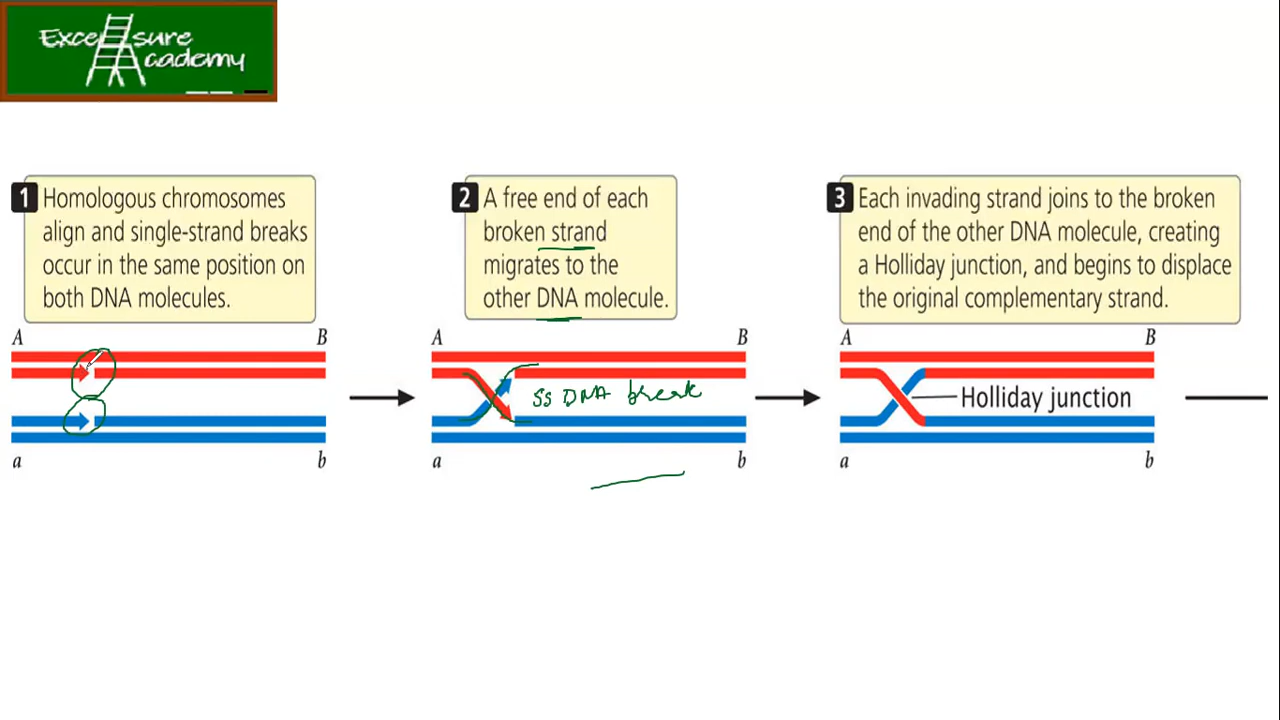 Excel sure
Academy
1 Homologous chromosomes
align and single-strand breaks
occur in the same position on
both DNA molecules.
2 A free end of each
broken strand
migrates to the
other DNA molecule.
3 Each invading strand joins to the broken
end of the other DNA molecule, creating
a Holliday junction, and begins to displace
the original complementary strand.
A B
a b
A B
ss DNA break
a b
A B
Holliday junction
a b